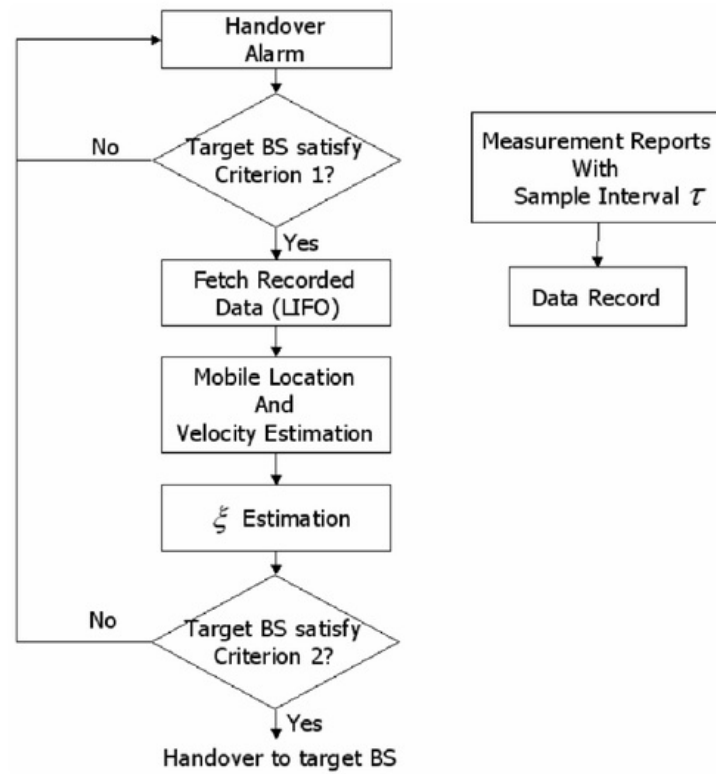 Handover
Alarm
No
Target BS satisfy
Criterion 1?
Yes
Fetch Recorded
Data (LIFO)
Mobile Location
And
Velocity Estimation
ξ Estimation
No
Target BS satisfy
Criterion 2?
Yes
Handover to target BS
Measurement Reports
With
Sample Interval τ
Data Record